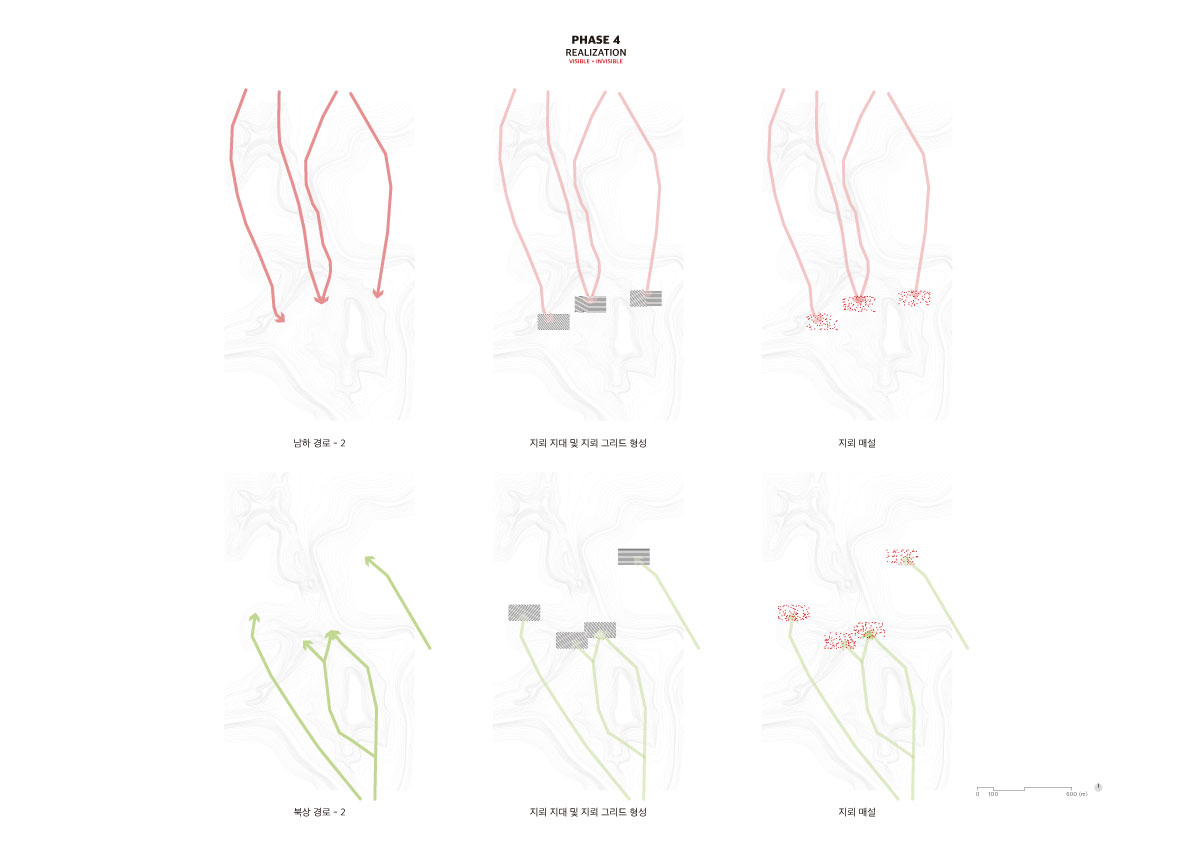 PHASE 4
REALIZATION
VISIBLE + INVISIBLE
남하 경로 - 2
지뢰 지대 및 지뢰 그리드 형성
지뢰 매설
북상 경로 - 2
지뢰 지대 및 지뢰 그리드 형성
지뢰 매설
0 100 600 (m)